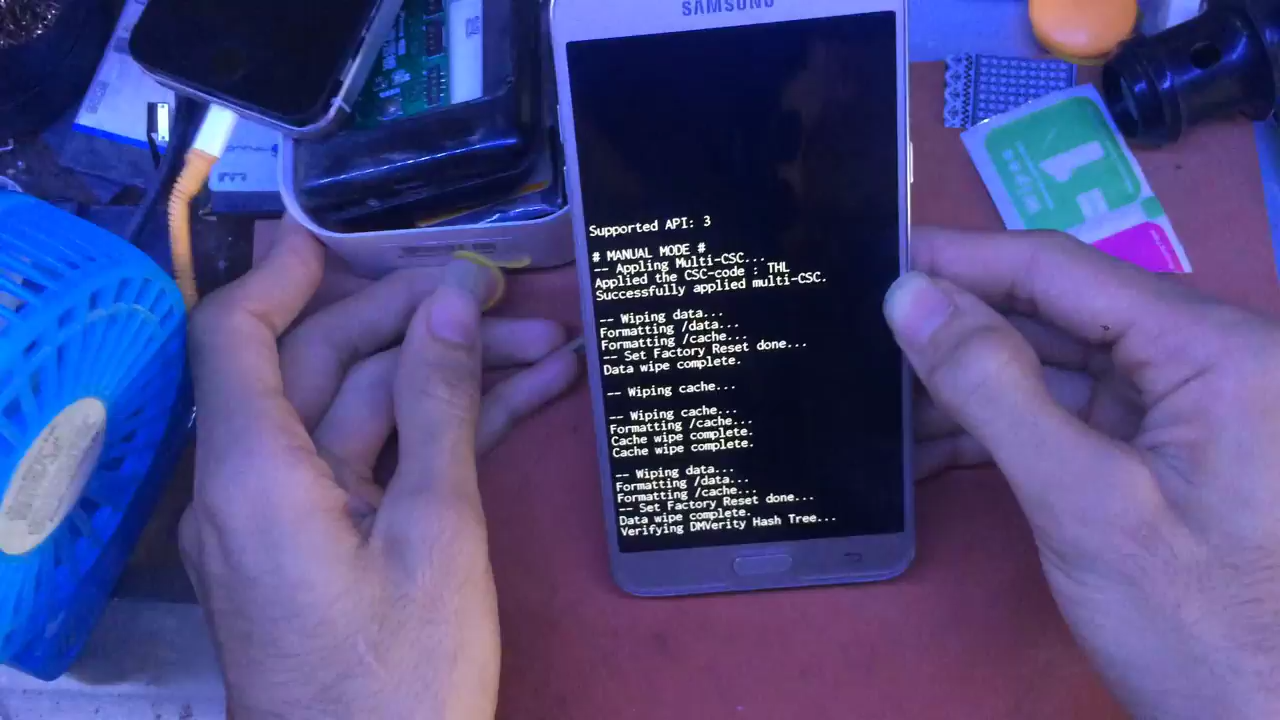 SAMSUNG
Supported API: 3
# MANUAL MODE #
-- Appling Multi-CSC...
Applied the CSC-code : THL
Successfully applied multi-CSC.
-- Wiping data...
Formatting /data...
Formatting /cache...
-- Set Factory Reset done...
Data wipe complete.
-- Wiping cache...
-- Wiping cache...
Formatting /cache...
Cache wipe complete.
Cache wipe complete.
-- Wiping data...
Formatting /data...
Formatting /cache...
-- Set Factory Reset done...
Data wipe complete.
Verifying DMVerity Hash Tree...